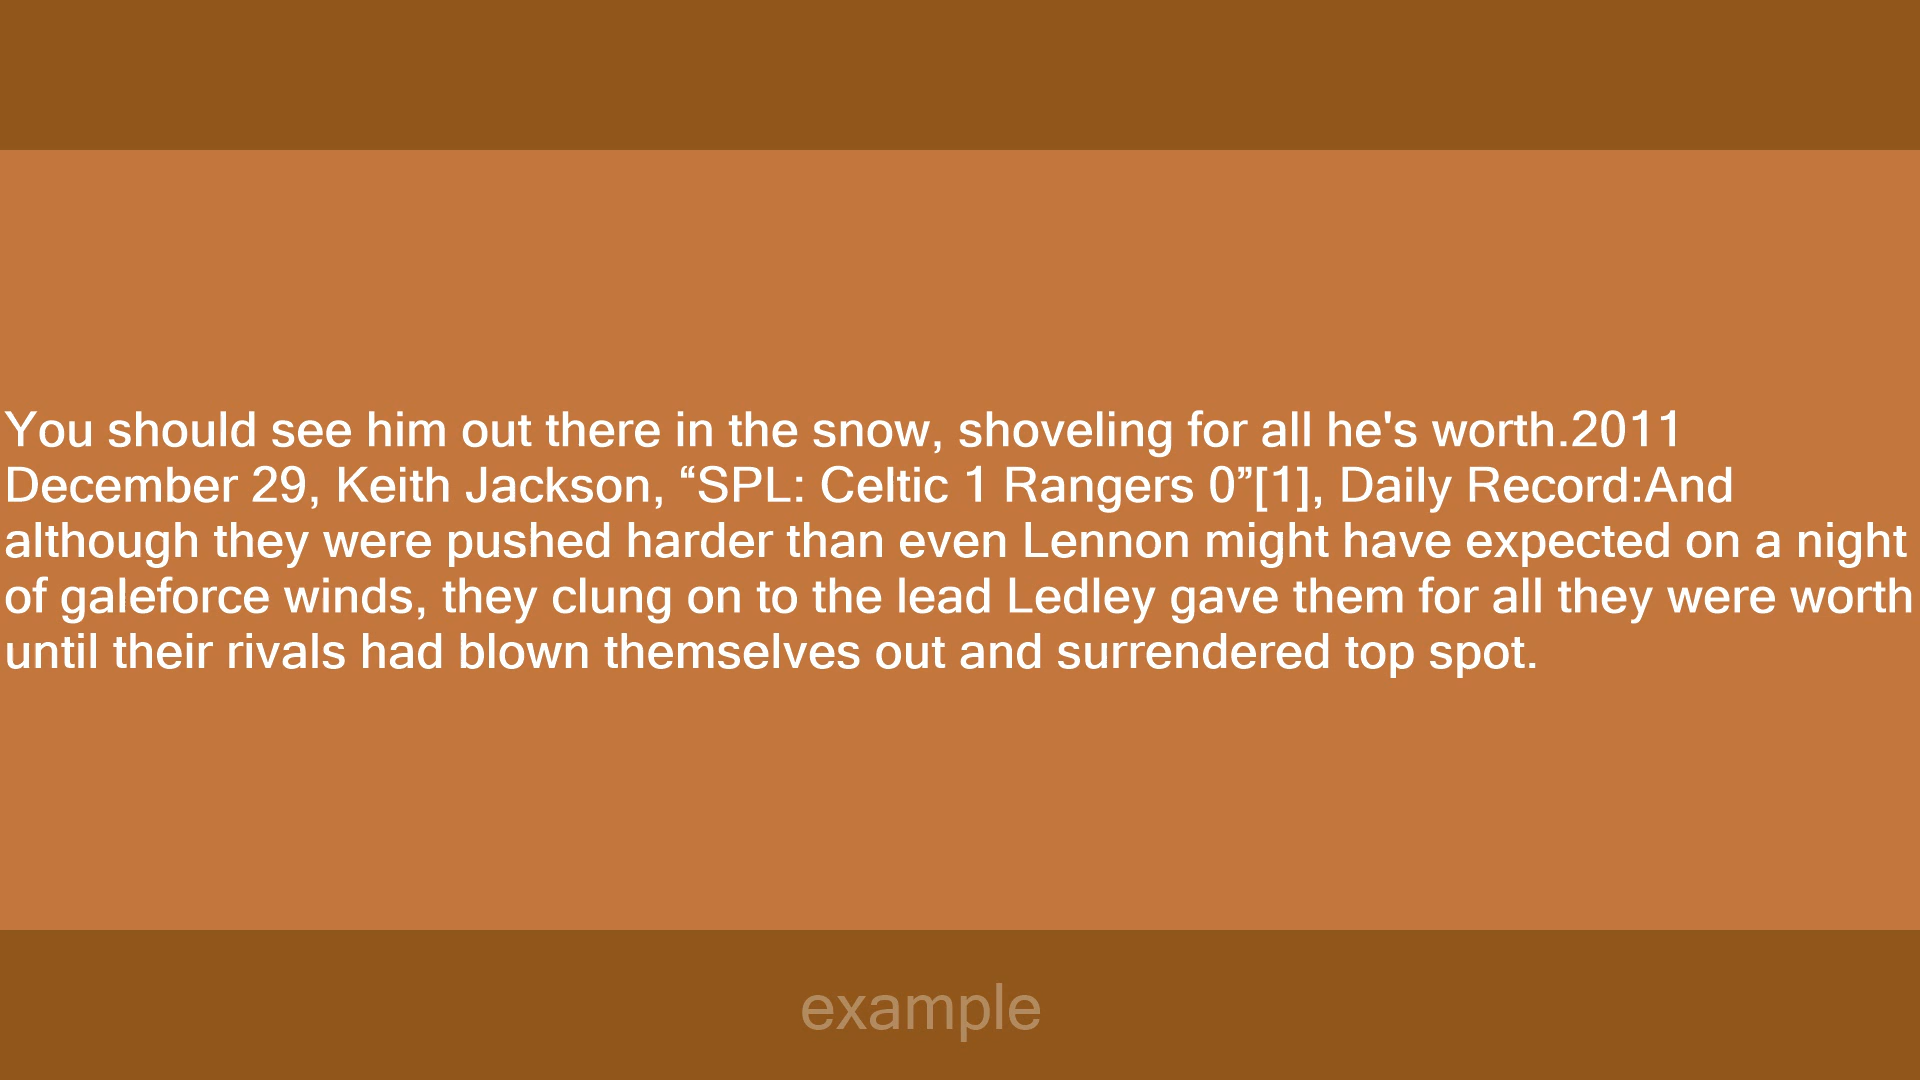 You should see him out there in the snow, shoveling for all he's worth.2011
December 29, Keith Jackson, “SPL: Celtic 1 Rangers 0”[1], Daily Record:And
although they were pushed harder than even Lennon might have expected on a night
of galeforce winds, they clung on to the lead Ledley gave them for all they were worth
until their rivals had blown themselves out and surrendered top spot.
example